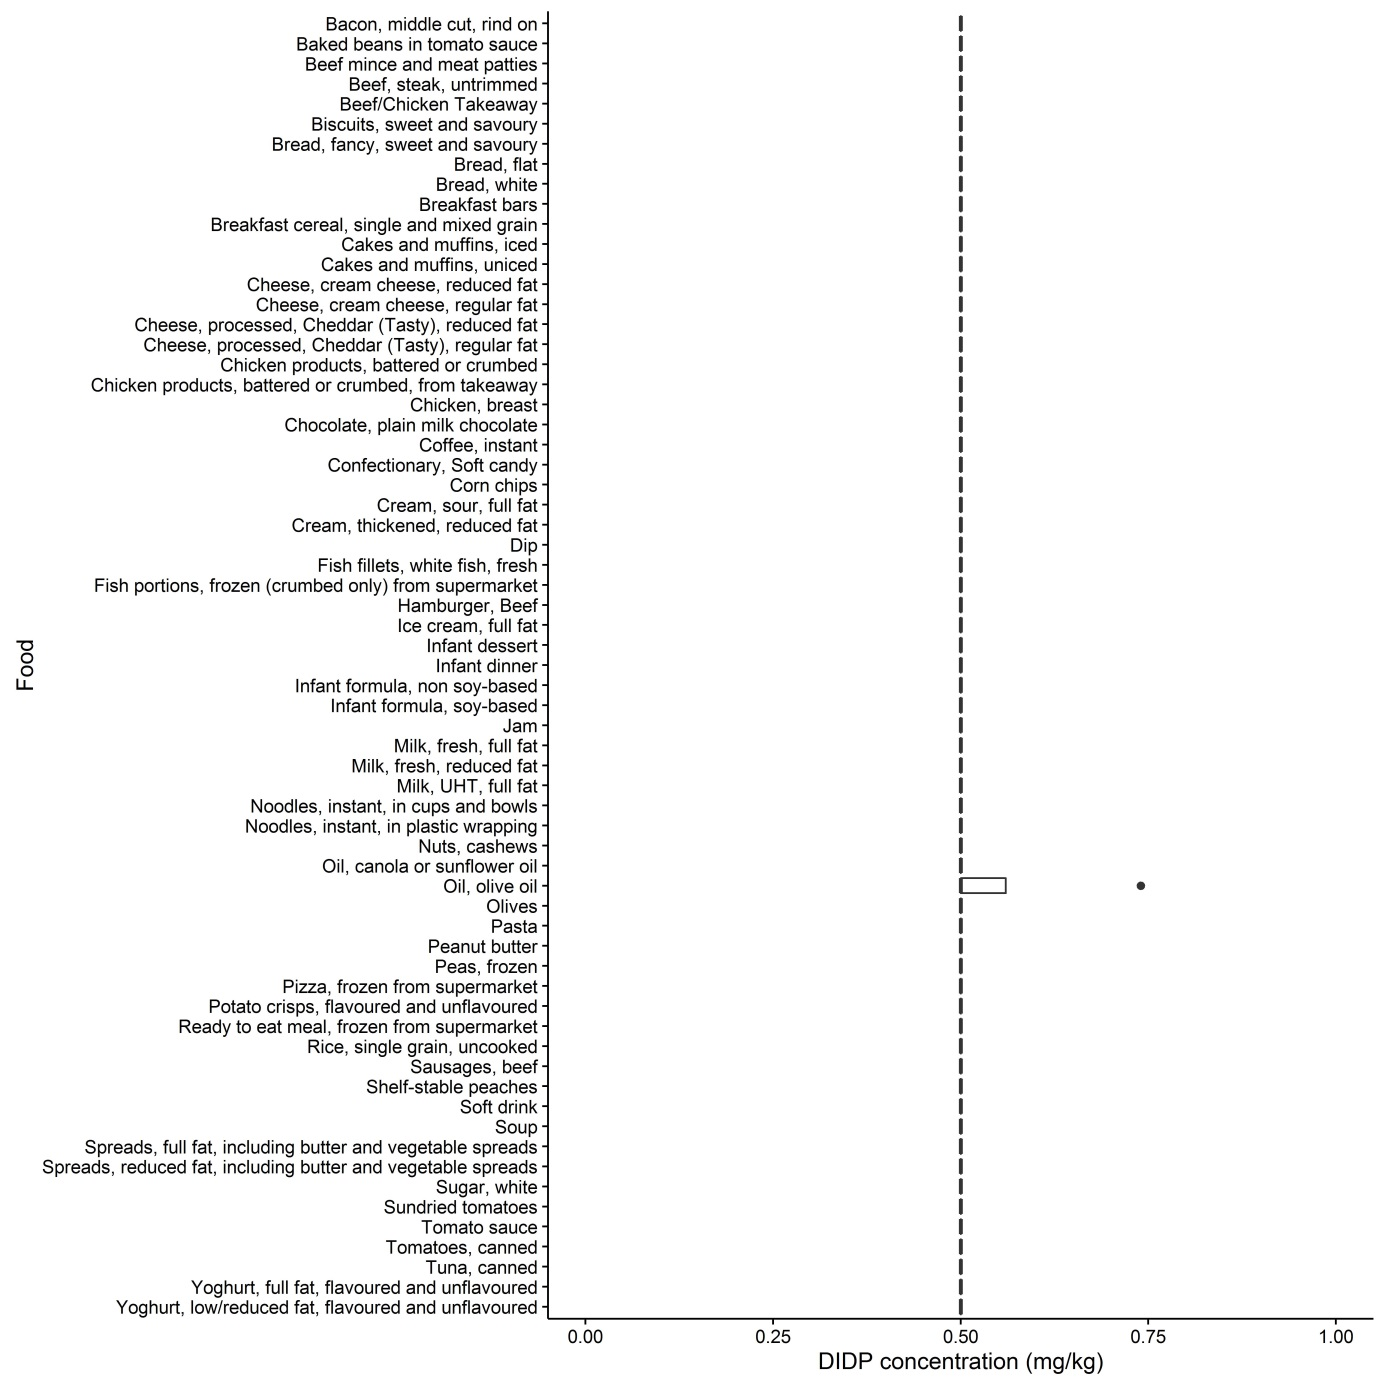 Bacon, middle cut, rind on
Baked beans in tomato sauce
Beef mince and meat patties
Beef, steak, untrimmed
Beef/Chicken Takeaway
Biscuits, sweet and savoury
Bread, fancy, sweet and savoury
Bread, flat
Bread, white
Breakfast bars
Breakfast cereal, single and mixed grain
Cakes and muffins, iced
Cakes and muffins, uniced
Cheese, cream cheese, reduced fat
Cheese, cream cheese, regular fat
Cheese, processed, Cheddar (Tasty), reduced fat
Cheese, processed, Cheddar (Tasty), regular fat
Chicken products, battered or crumbed
Chicken products, battered or crumbed, from takeaway
Chicken, breast
Chocolate, plain milk chocolate
Coffee, instant
Confectionary, Soft candy
Corn chips
Cream, sour, full fat
Cream, thickened, reduced fat
Dip
Fish fillets, white fish, fresh
Fish portions, frozen (crumbed only) from supermarket
Hamburger, Beef
Ice cream, full fat
Infant dessert
Infant dinner
Infant formula, non soy-based
Infant formula, soy-based
Jam
Milk, fresh, full fat
Milk, fresh, reduced fat
Milk, UHT, full fat
Noodles, instant, in cups and bowls
Noodles, instant, in plastic wrapping
Nuts, cashews
Oil, canola or sunflower oil
Oil, olive oil
Olives
Pasta
Peanut butter
Peas, frozen
Pizza, frozen from supermarket
Potato crisps, flavoured and unflavoured
Ready to eat meal, frozen from supermarket
Rice, single grain, uncooked
Sausages, beef
Shelf-stable peaches
Soft drink
Soup
Spreads, full fat, including butter and vegetable spreads
Spreads, reduced fat, including butter and vegetable spreads
Sugar, white
Sundried tomatoes
Tomato sauce
Tomatoes, canned
Tuna, canned
Yoghurt, full fat, flavoured and unflavoured
Yoghurt, low/reduced fat, flavoured and unflavoured
Food
0.00 0.25 0.50 0.75 1.00
DIDP concentration (mg/kg)